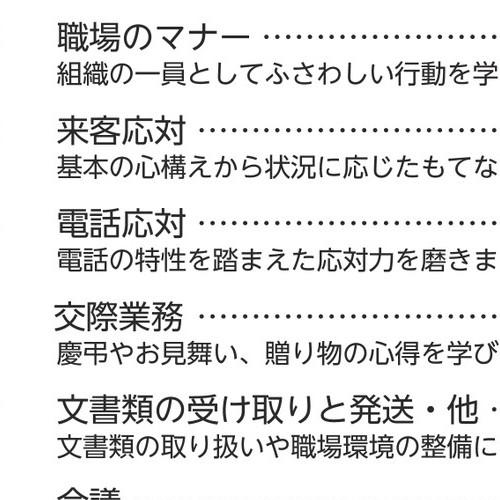 職場のマナー ……………………
組織の一員としてふさわしい行動を学
来客応対 …………………………
基本の心構えから状況に応じたもてな
電話応対 …………………………
電話の特性を踏まえた応対力を磨きま
交際業務 …………………………
慶弔やお見舞い、贈り物の心得を学び
文書類の受け取りと発送・他 …
文書類の取り扱いや職場環境の整備に
会議